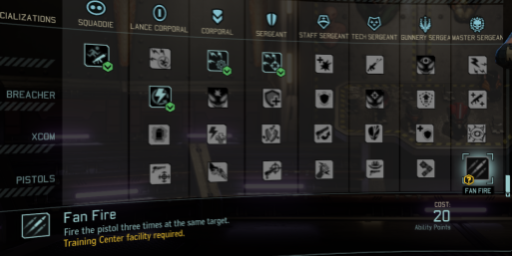 CIALIZATIONS
SQUADDIE
LANCE CORPORAL
CORPORAL
SERGEANT
STAFF SERGEANT
TECH SERGEANT
GUNNERY SERGEAN
MASTER SERGEAN
BREACHER
XCOM
PISTOLS
FAN FIRE
Fan Fire
Fire the pistol three times at the same target.
Training Center facility required.
COST:
20
Ability Points